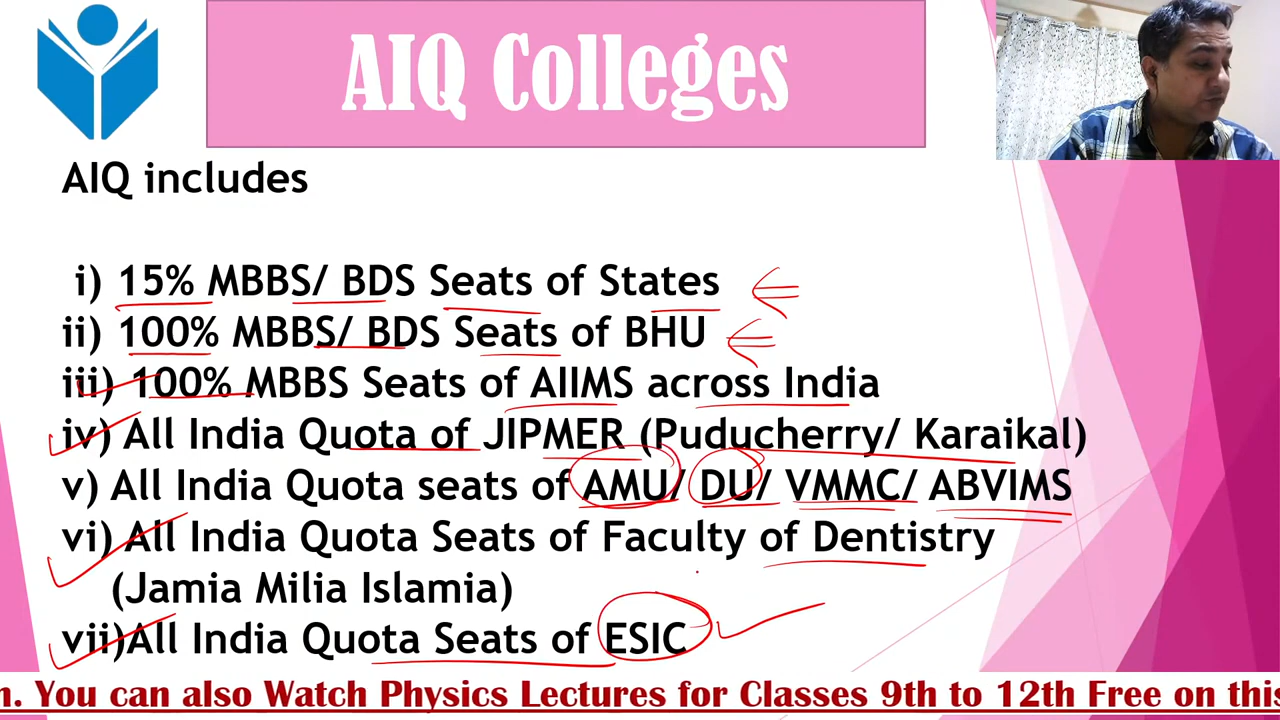 AIQ Colleges
AIQ includes
i) 15% MBBS/ BDS Seats of States
ii) 100% MBBS/ BDS Seats of BHU
iii) 100% MBBS Seats of AIIMS across India
iv) All India Quota of JIPMER (Puducherry/ Karaikal)
v) All India Quota seats of AMU/ DU/ VMMC/ ABVIMS
vi) All India Quota Seats of Faculty of Dentistry
(Jamia Milia Islamia)
vii)All India Quota Seats of ESIC
. You can also Watch Physics Lectures for Classes 9th to 12th Free on this